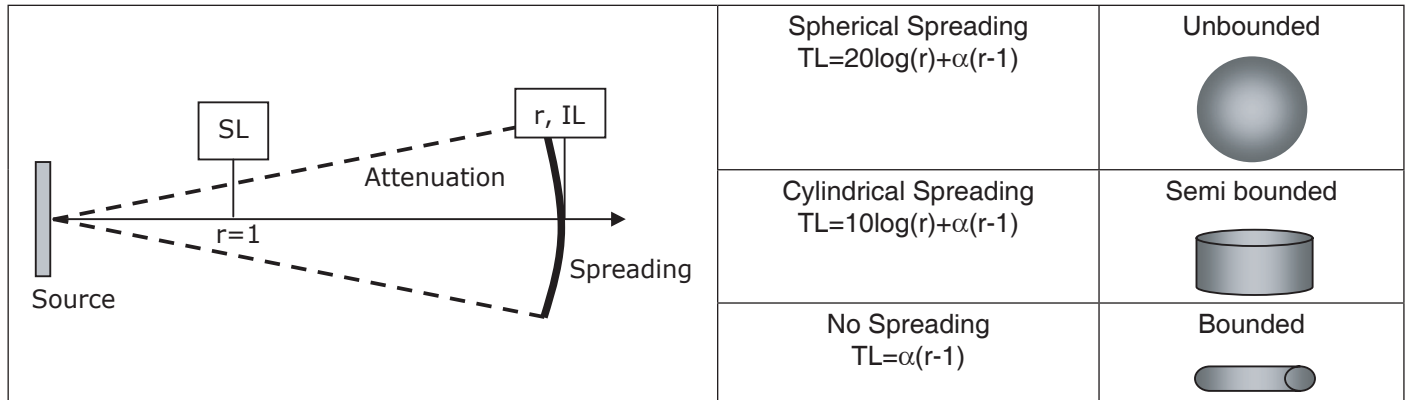 SL
r, IL
Attenuation
r=1
Spreading
Source
Spherical Spreading
TL=20log(r)+α(r-1)
Unbounded
Cylindrical Spreading
TL=10log(r)+α(r-1)
Semi bounded
No Spreading
TL=α(r-1)
Bounded